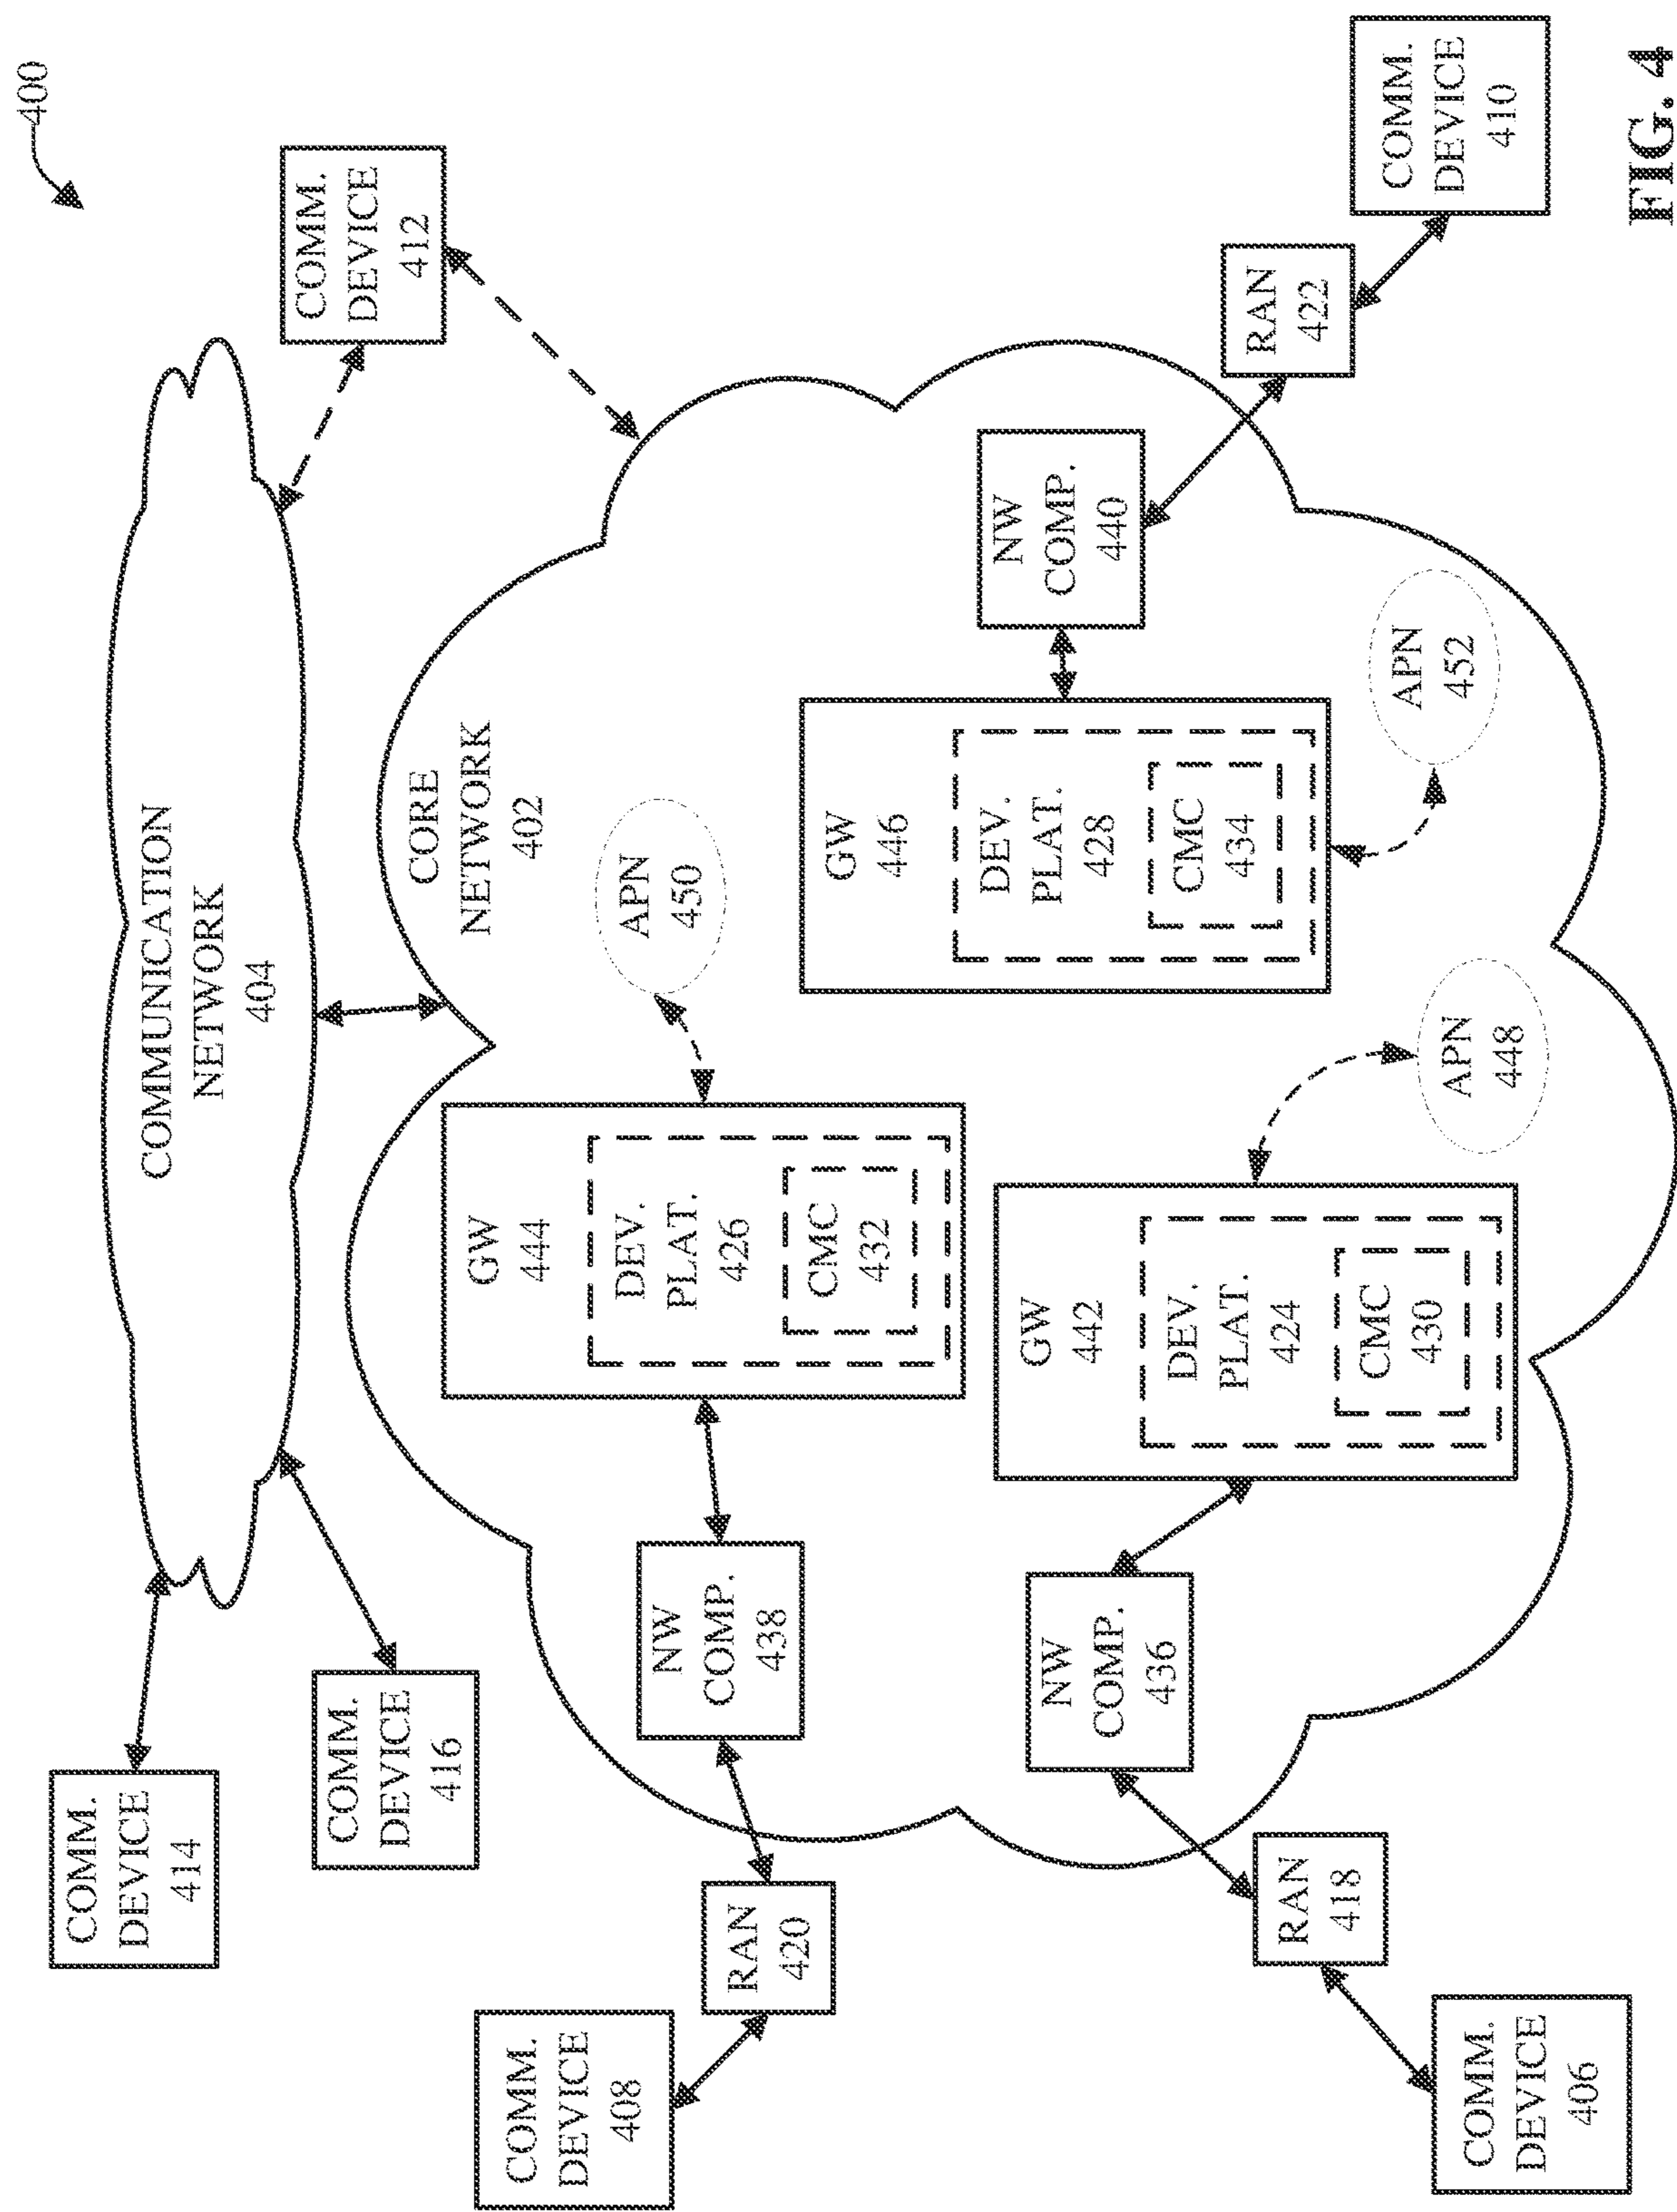 400
COMM.
DEVICE
414
COMMUNICATION
NETWORK
404
COMM.
DEVICE
416
COMM.
DEVICE
412
CORE
NETWORK
402
COMM.
DEVICE
408
RAN
420
NW
COMP.
438
GW
444
DEV.
PLAT.
426
CMC
432
APN
450
GW
446
DEV.
PLAT.
428
CMC
434
NW
COMP.
440
RAN
422
COMM.
DEVICE
410
COMM.
DEVICE
406
RAN
418
NW
COMP.
436
GW
442
DEV.
PLAT.
424
CMC
430
APN
448
APN
452
FIG. 4